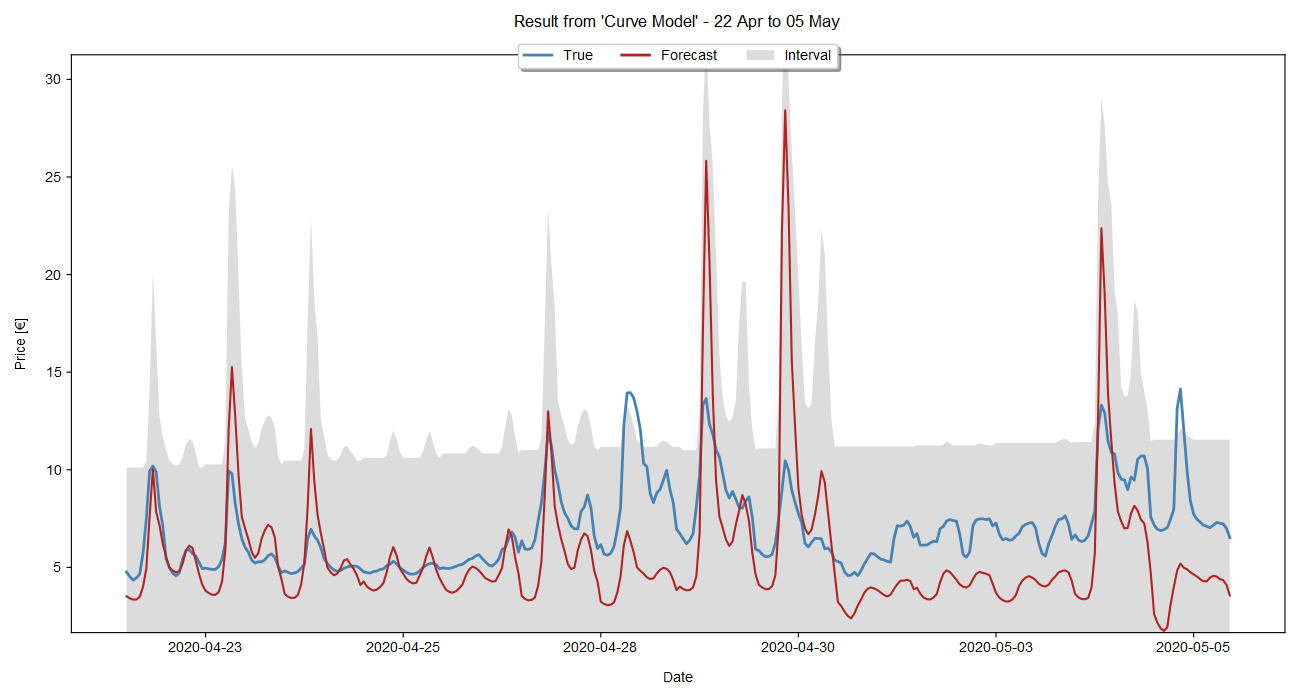 Result from 'Curve Model' - 22 Apr to 05 May
True Forecast Interval
30
25
20
15
10
5
Price [€]
2020-04-23 2020-04-25 2020-04-28 2020-04-30 2020-05-03 2020-05-05
Date